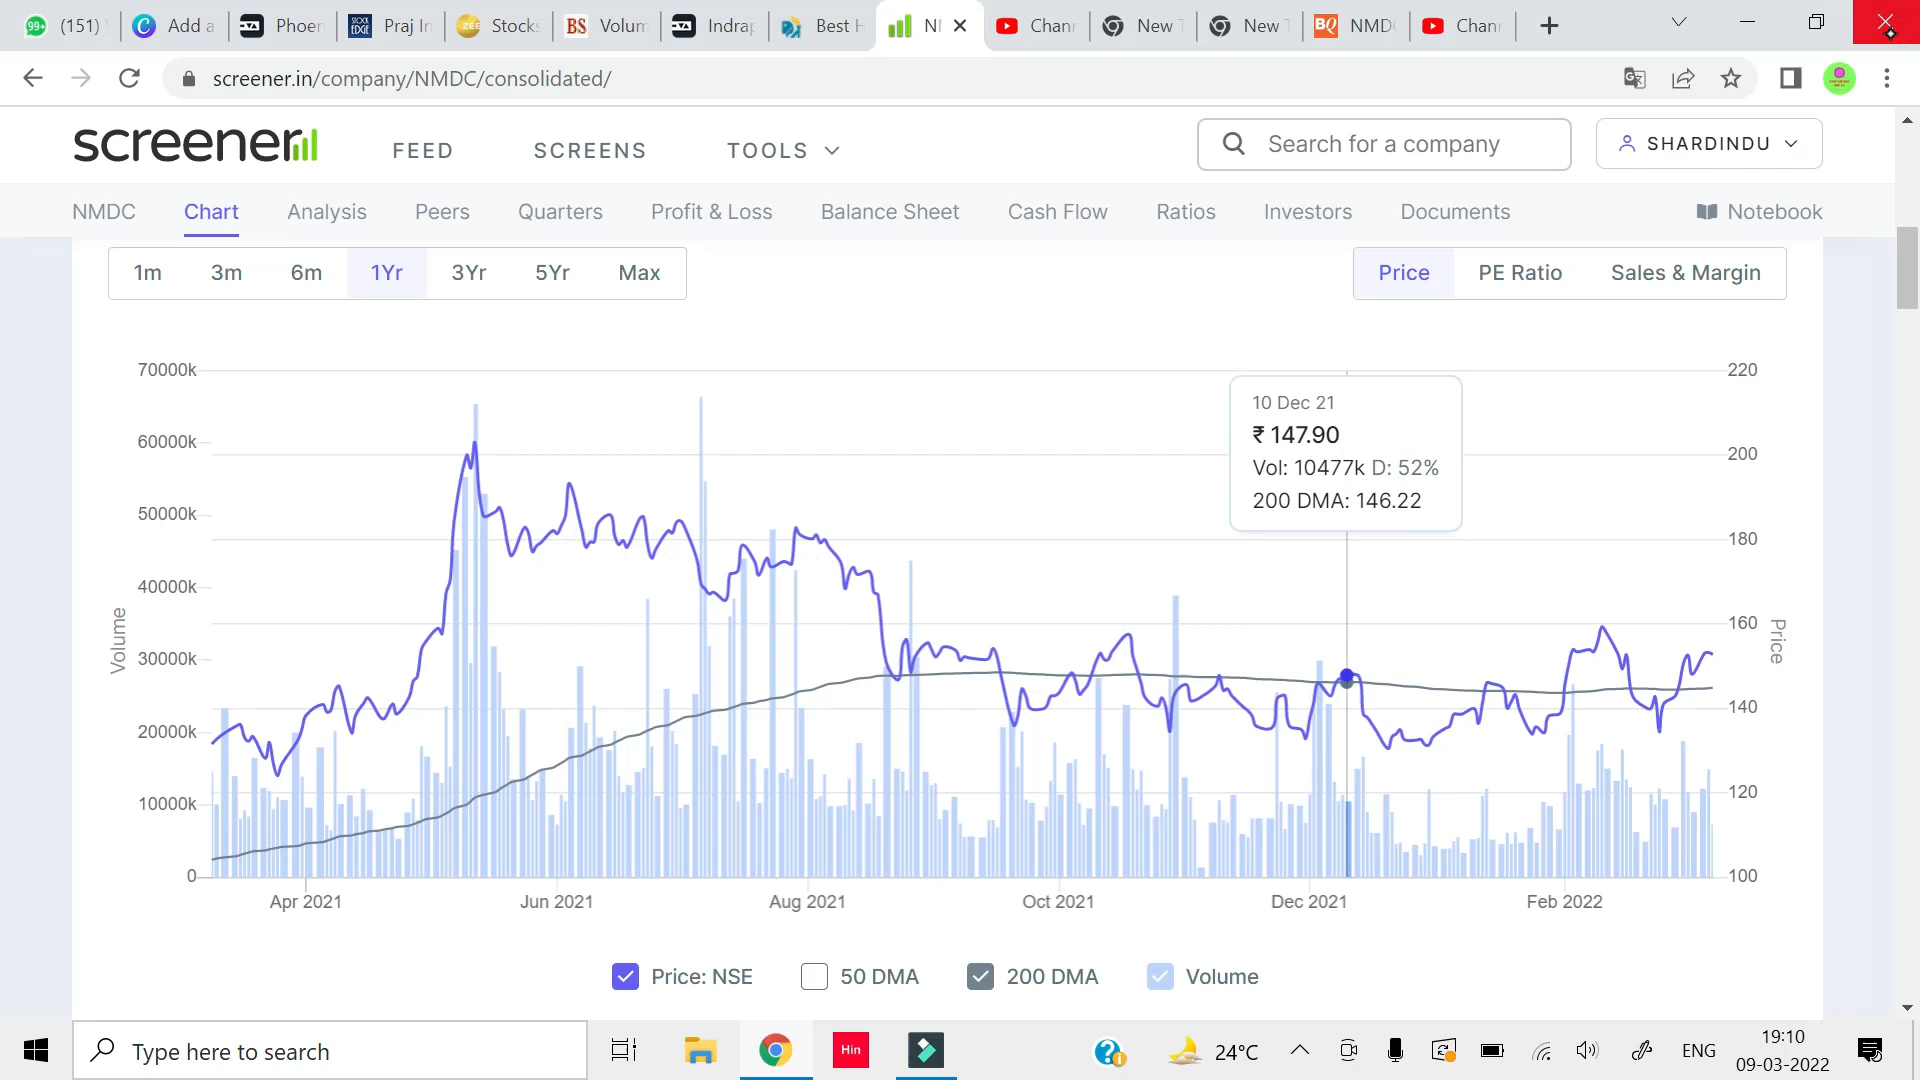 99+ (151)
Add a
Phoen
Praj In
Stocks
BS Volum
Indrap
Best H
NI
Chann
New T
New T
BQ NMDC
Chann
screener.in/company/NMDC/consolidated/
screener FEED SCREENS TOOLS Search for a company SHARDINDU
NMDC Chart Analysis Peers Quarters Profit & Loss Balance Sheet Cash Flow Ratios Investors Documents Notebook
1m 3m 6m 1Yr 3Yr 5Yr Max Price PE Ratio Sales & Margin
70000k 220
10 Dec 21
₹ 147.90
60000k 200
Vol: 10477k D: 52%
200 DMA: 146.22
50000k 180
40000k
Volume
160
Price
30000k
20000k 140
10000k 120
0 100
Apr 2021 Jun 2021 Aug 2021 Oct 2021 Dec 2021 Feb 2022
Price: NSE 50 DMA 200 DMA Volume
Type here to search Hin 24°C ENG 19:10
09-03-2022